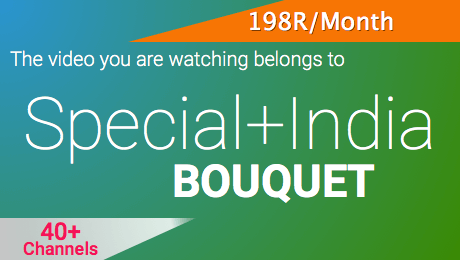 198R/Month
The video you are watching belongs to
Special+India
BOUQUET
40+
Channels